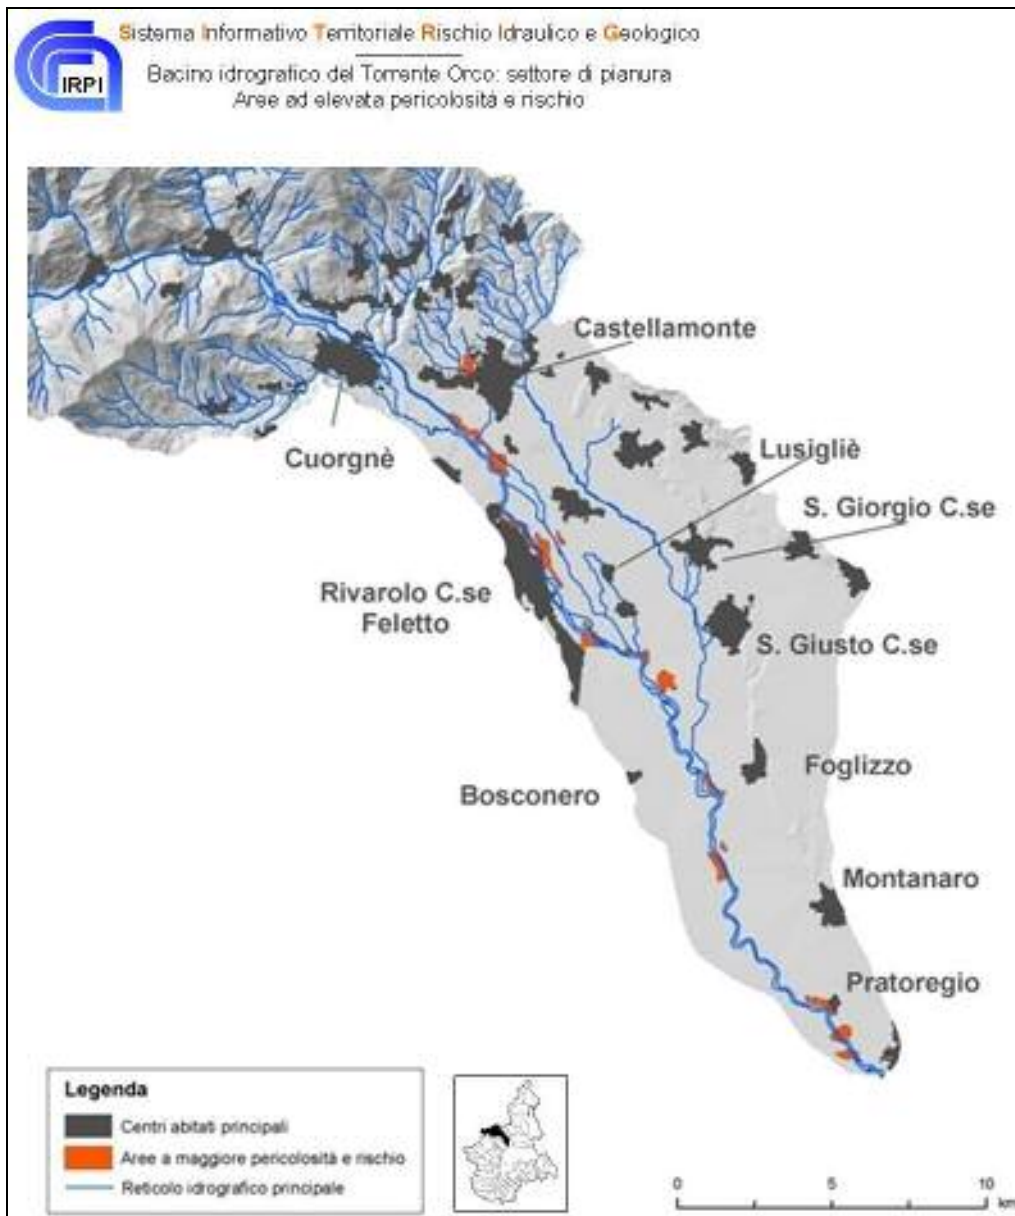 Sistema Informativo Territoriale Rischio Idraulico e Geologico
IRPI
Bacino idrografico del Torrente Orco: settore di pianura
Aree ad elevata pericolosità e rischio
Castellamonte
Cuorgnè
Lusigliè
S. Giorgio C.se
Rivarolo C.se
Feletto
S. Giusto C.se
Foglizzo
Bosconero
Montanaro
Pratoregio
Legenda
Centri abitati principali
Aree a maggiore pericolosità e rischio
Reticolo idrografico principale
0 5 10
km